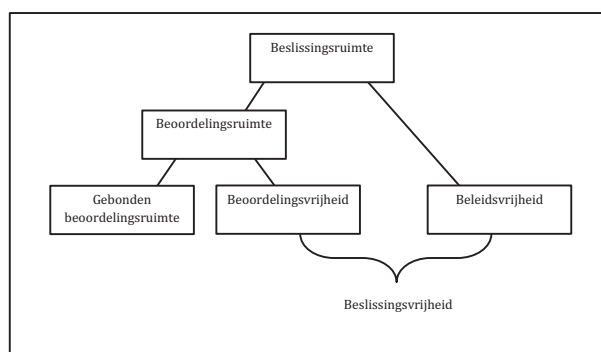 Beslissingsruimte
Beoordelingsruimte
Gebonden
beoordelingsruimte
Beoordelingsvrijheid
Beleidsvrijheid
Beslissingsvrijheid